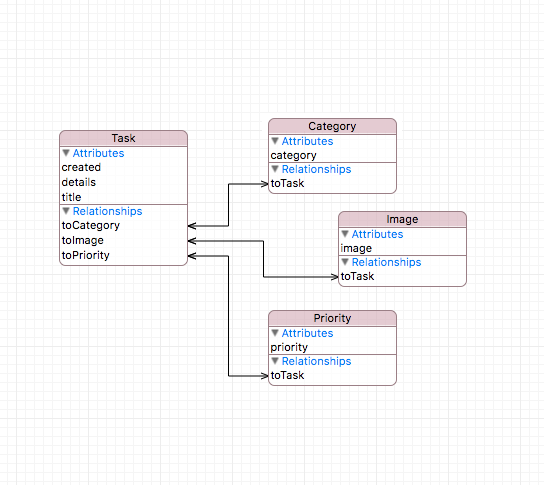 Task
Attributes
created
details
title
Relationships
toCategory
toImage
toPriority
Category
Attributes
category
Relationships
toTask
Image
Attributes
image
Relationships
toTask
Priority
Attributes
priority
Relationships
toTask